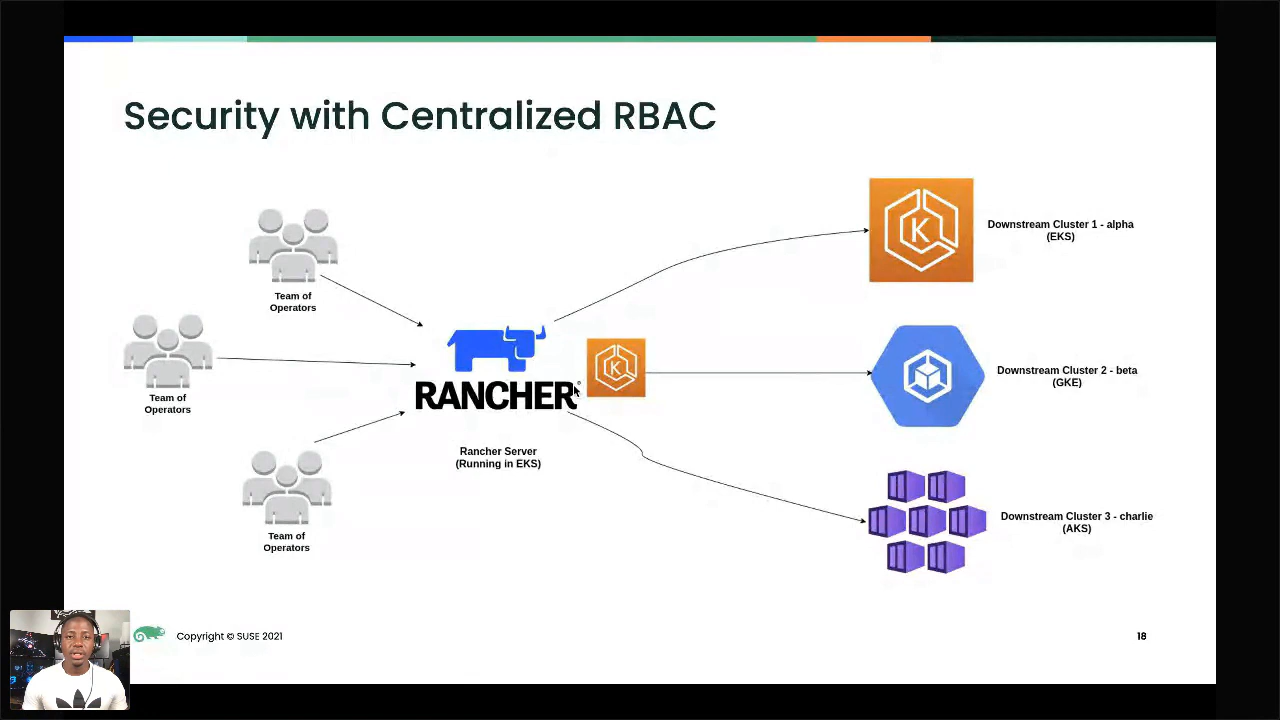 Security with Centralized RBAC
Team of
Operators
Team of
Operators
Team of
Operators
RANCHER®
Rancher Server
(Running in EKS)
K
K
Downstream Cluster 1 - alpha
(EKS)
Downstream Cluster 2 - beta
(GKE)
Downstream Cluster 3 - charlie
(AKS)
Copyright © SUSE 2021
18